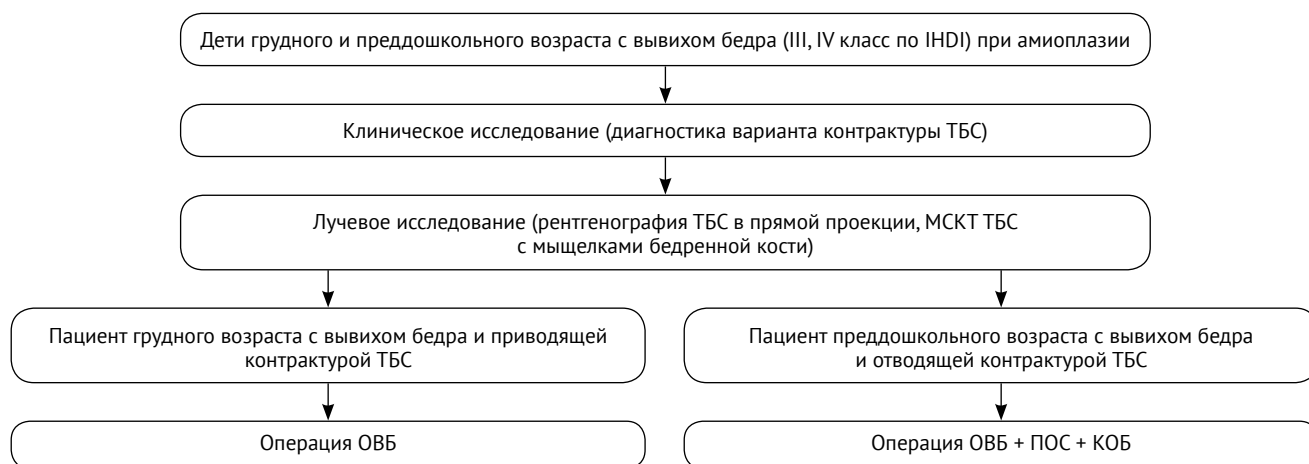 Дети грудного и преддошкольного возраста с вывихом бедра (III, IV класс по IHDI) при амиоплазии
Клиническое исследование (диагностика варианта контрактуры ТБС)
Лучевое исследование (рентгенография ТБС в прямой проекции, МСКТ ТБС
с мыщелками бедренной кости)
Пациент грудного возраста с вывихом бедра и приводящей
контрактурой ТБС
Пациент преддошкольного возраста с вывихом бедра
и отводящей контрактурой ТБС
Операция ОВБ
Операция ОВБ + ПОС + КОБ